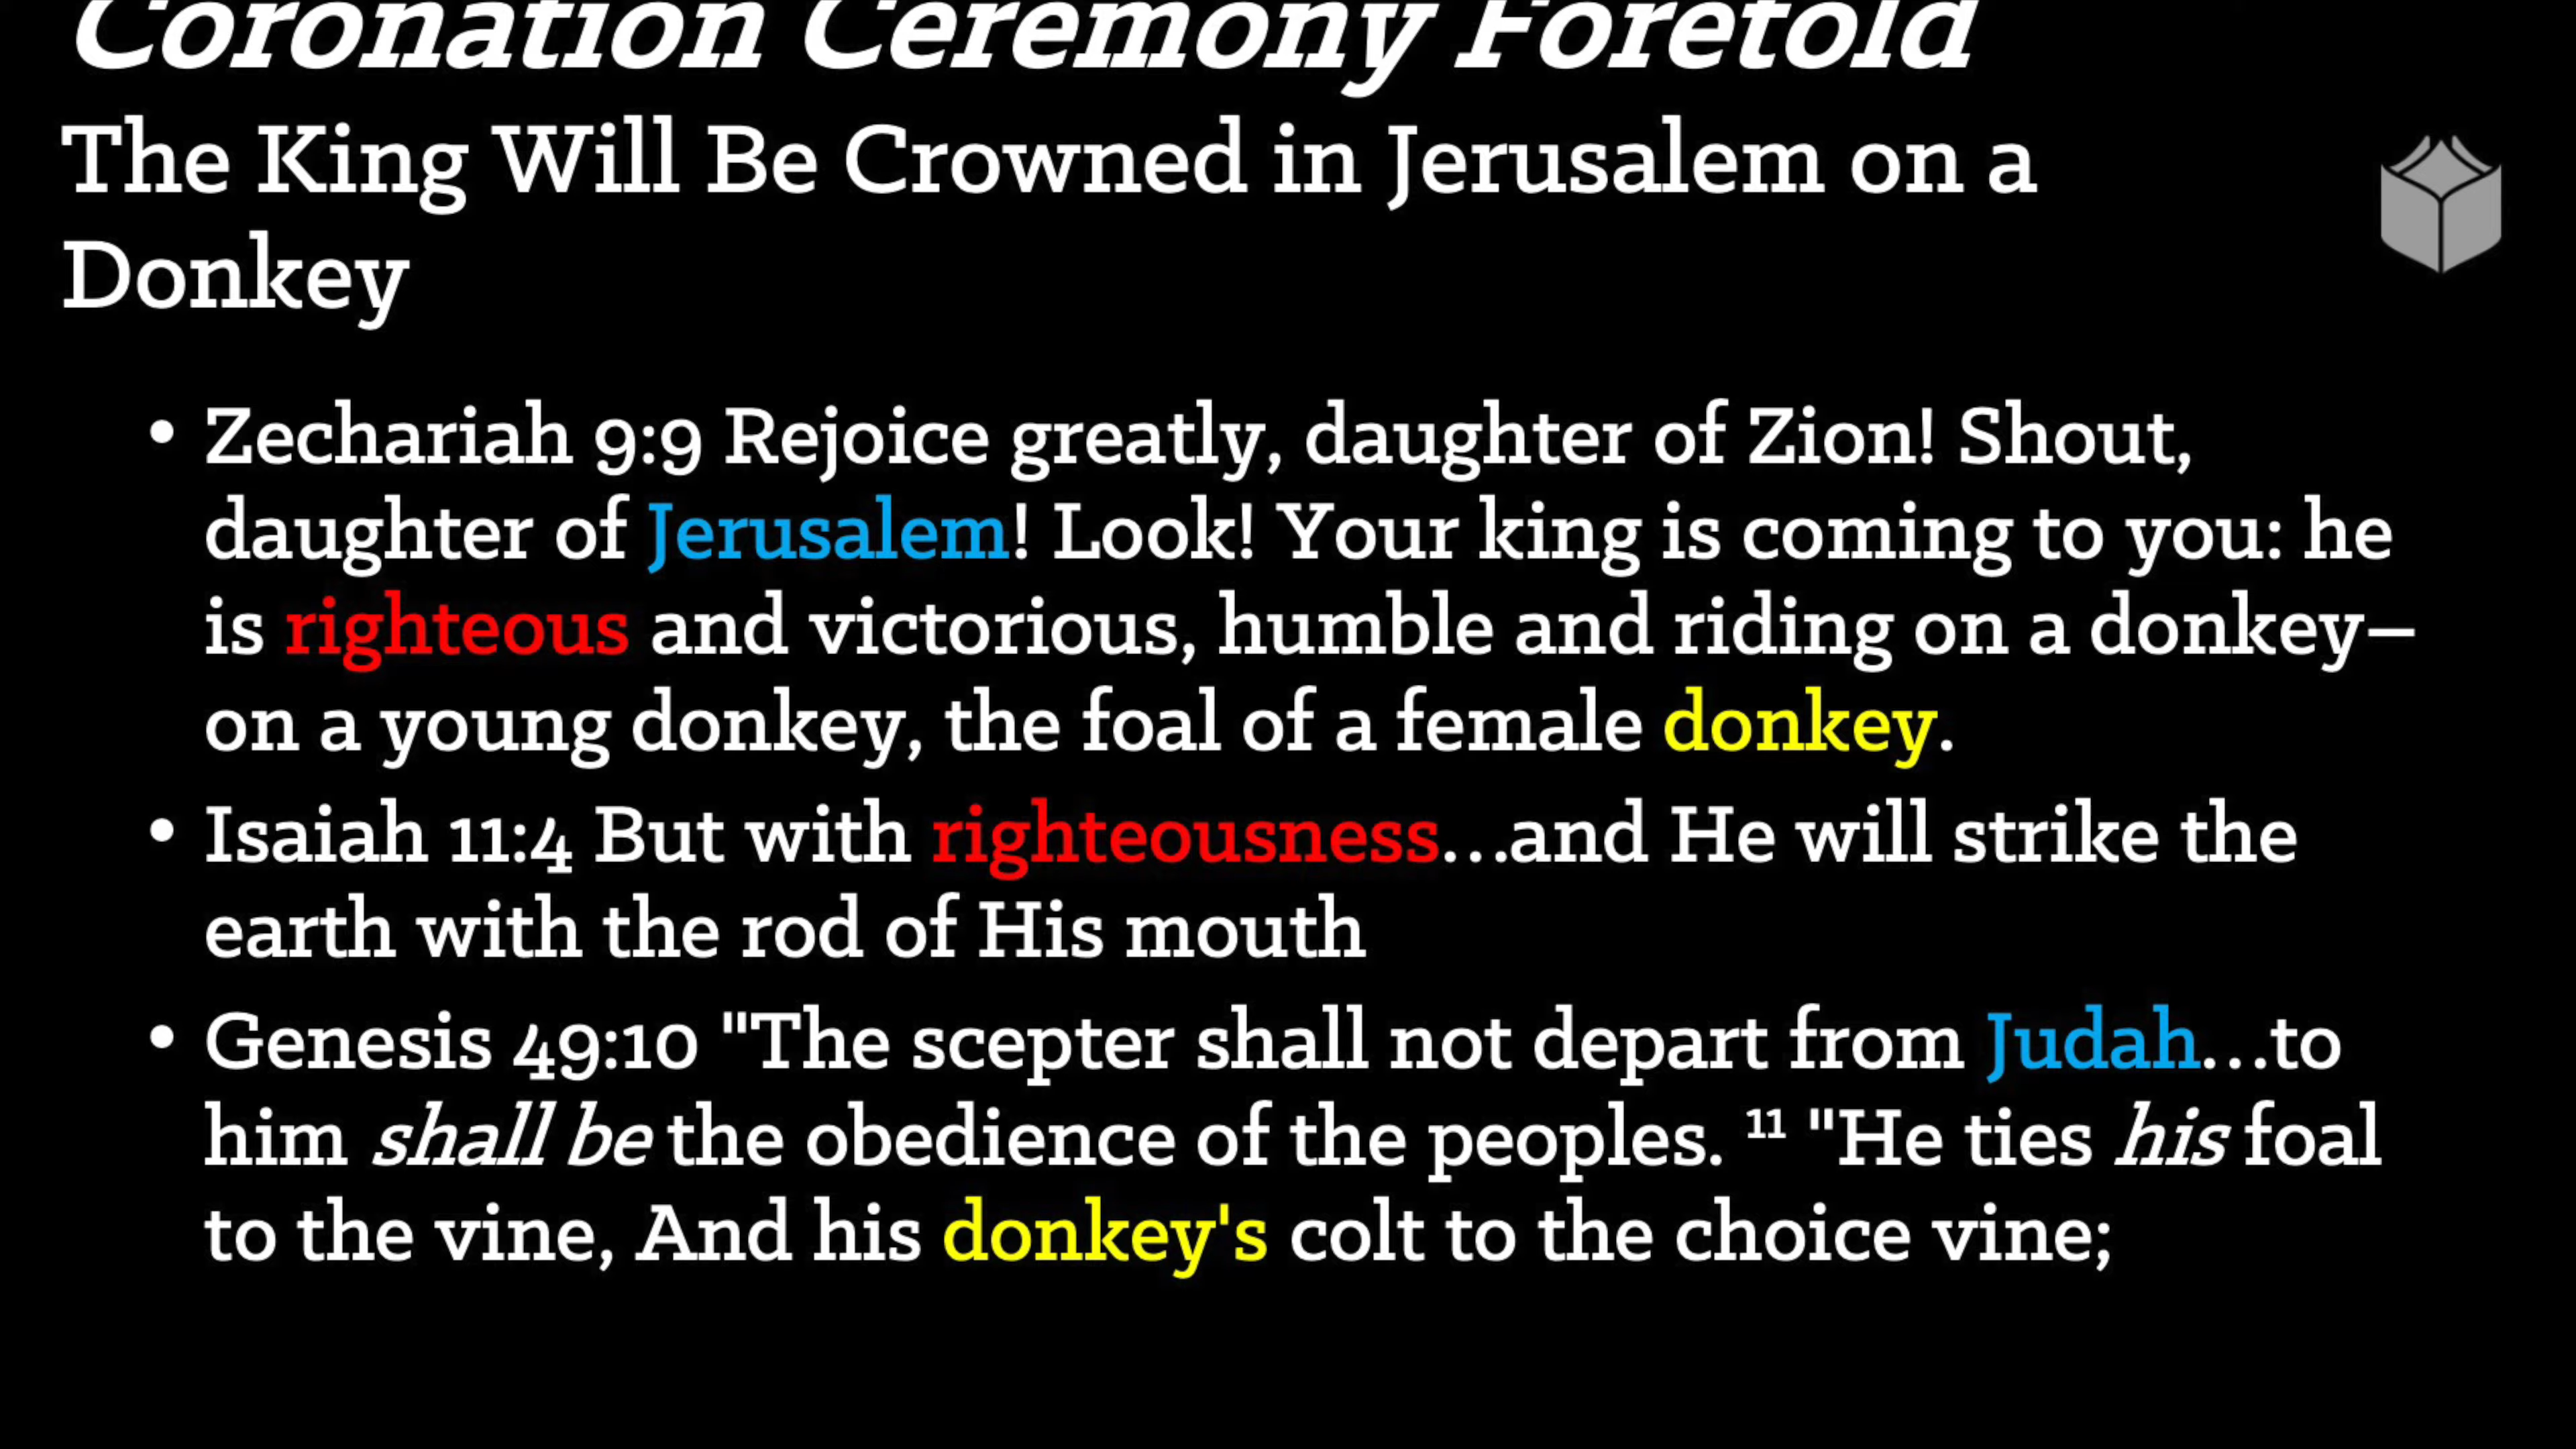 Coronation Ceremony Foretold
The King Will Be Crowned in Jerusalem on a
Donkey
• Zechariah 9:9 Rejoice greatly, daughter of Zion! Shout,
daughter of Jerusalem! Look! Your king is coming to you: he
is righteous and victorious, humble and riding on a donkey–
on a young donkey, the foal of a female donkey.
• Isaiah 11:4 But with righteousness…and He will strike the
earth with the rod of His mouth
• Genesis 49:10 "The scepter shall not depart from Judah…to
him shall be the obedience of the peoples. ¹¹ "He ties his foal
to the vine, And his donkey's colt to the choice vine;